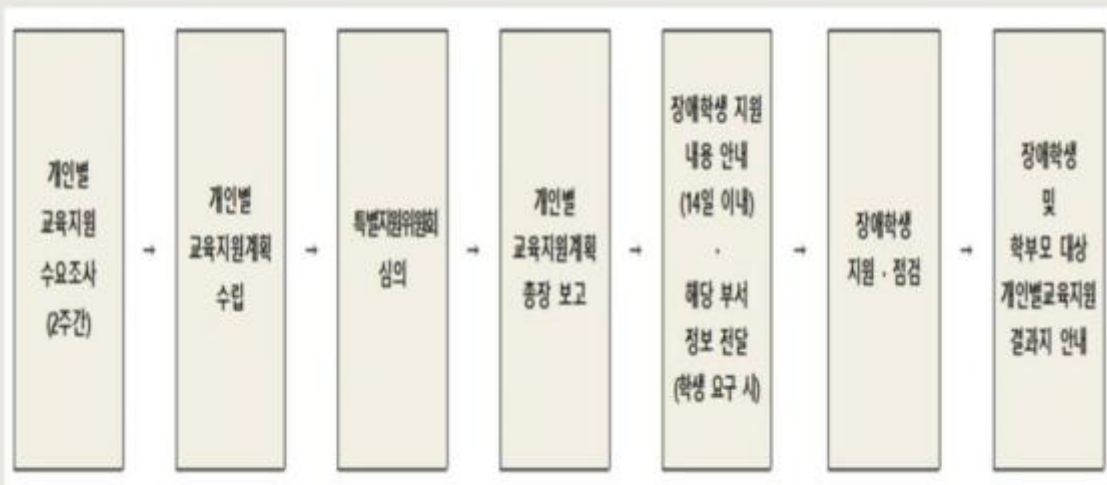 개인별
교육지원
수요조사
(2주간)
→
개인별
교육지원계획
수립
→
특별지원위원회
심의
→
개인별
교육지원계획
총장 보고
→
장애학생 지원
내용 안내
(14일 이내)
·
해당 부서
정보 전달
(학생 요구 시)
→
장애학생
지원 · 점검
→
장애학생
및
학부모 대상
개인별교육지원
결과지 안내